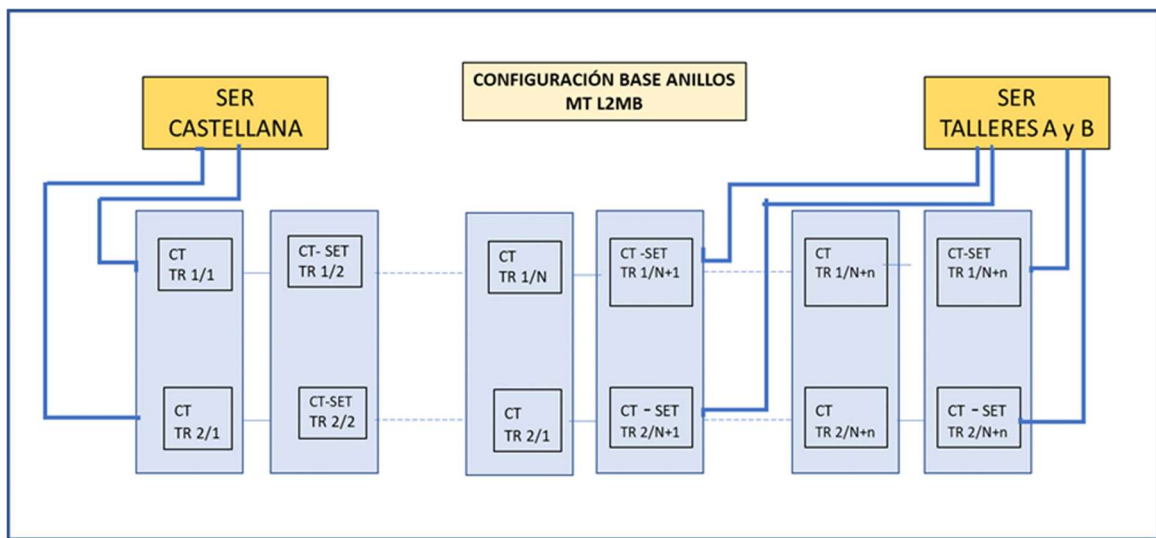 CONFIGURACIÓN BASE ANILLOS
MT L2MB
SER
CASTELLANA
SER
TALLERES A y B
CT
TR 1/1
CT- SET
TR 1/2
CT
TR 1/N
CT -SET
TR 1/N+1
CT
TR 1/N+n
CT-SET
TR 1/N+n
CT
TR 2/1
CT-SET
TR 2/2
CT
TR 2/1
CT - SET
TR 2/N+1
CT
TR 2/N+n
CT - SET
TR 2/N+n